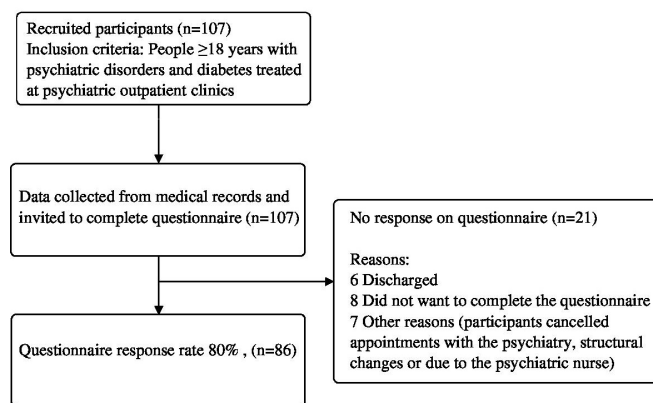 Recruited participants (n=107)
Inclusion criteria: People ≥18 years with
psychiatric disorders and diabetes treated
at psychiatric outpatient clinics
Data collected from medical records and
invited to complete questionnaire (n=107)
No response on questionnaire (n=21)
Reasons:
6 Discharged
8 Did not want to complete the questionnaire
7 Other reasons (participants cancelled
appointments with the psychiatry, structural
changes or due to the psychiatric nurse)
Questionnaire response rate 80% , (n=86)